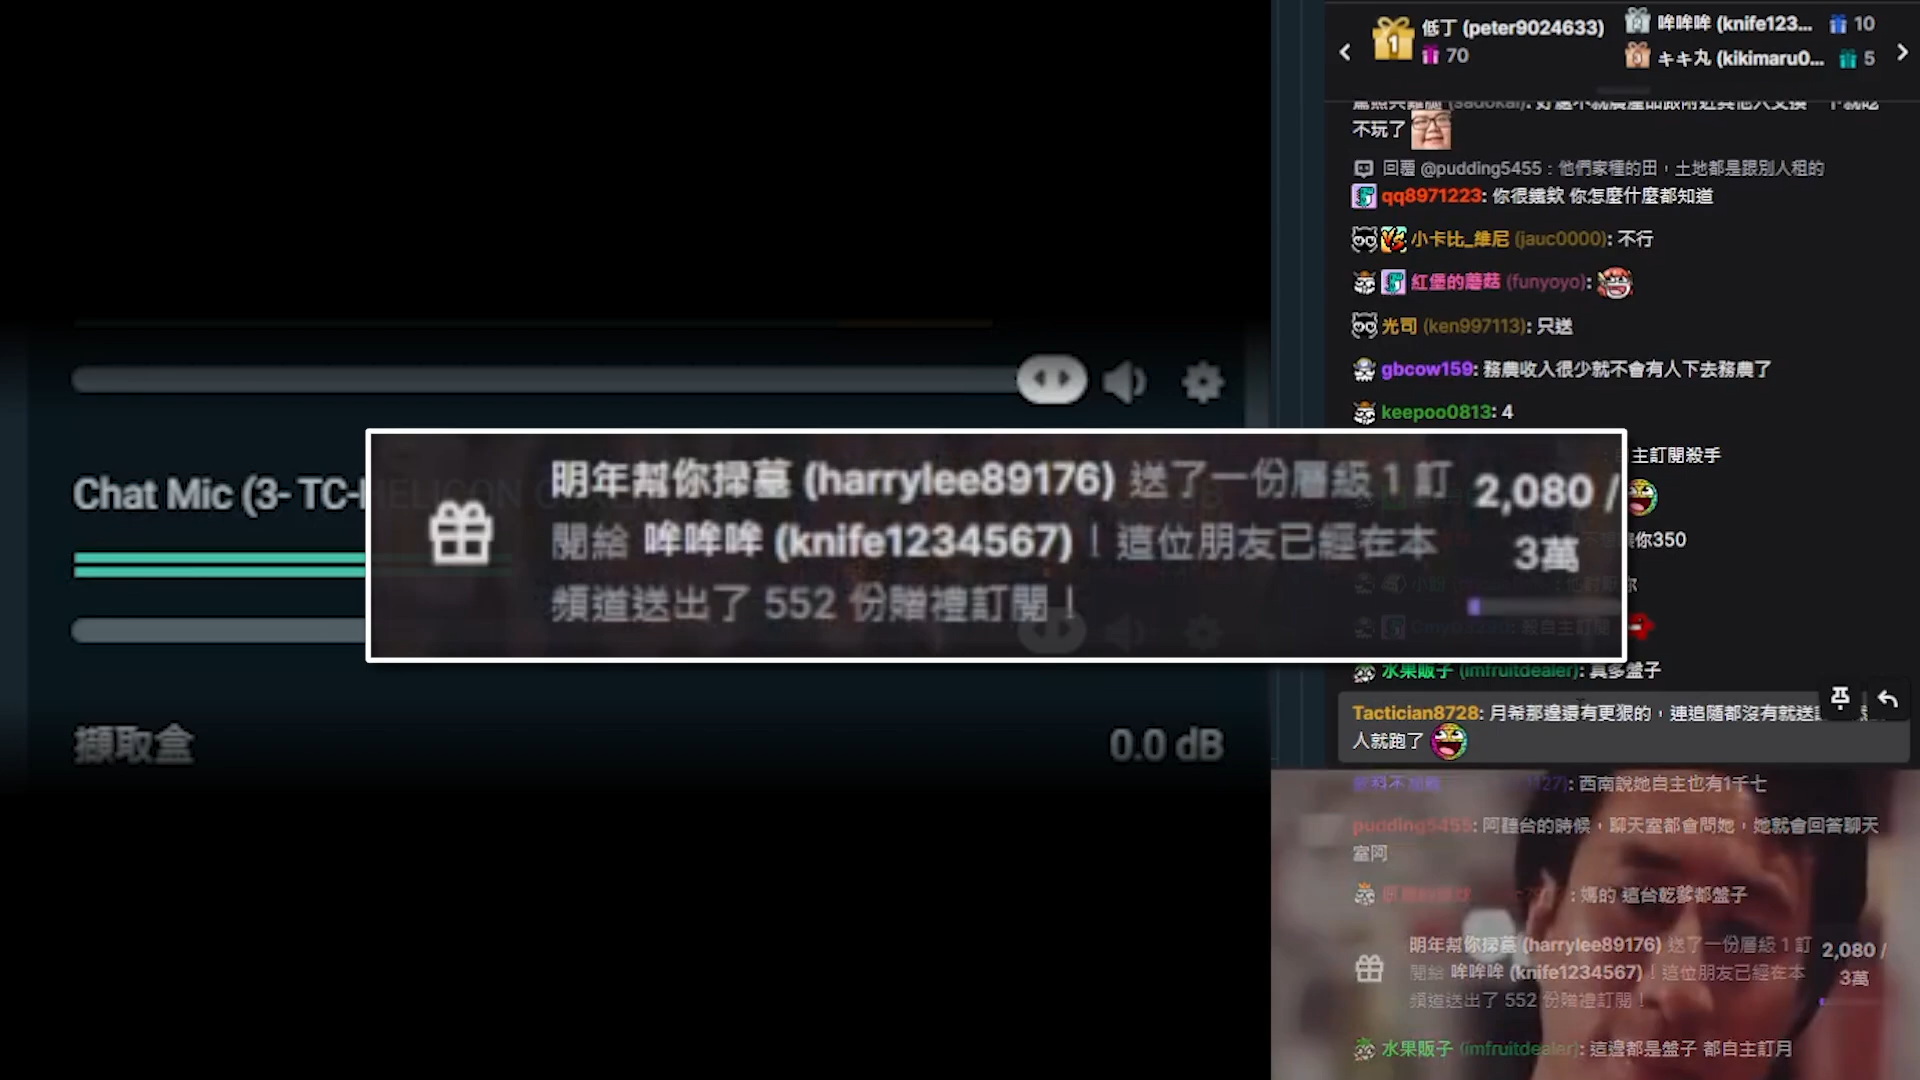 低丁 (peter9024633)
70
哞哞哞 (knife123... 10
キキ丸 (kikimaru0... 5
不玩了
回覆 @pudding5455：他們家種的田，土地都是跟別人租的
qq8971223: 你很鏘欸 你怎麼什麼都知道
小卡比_維尼 (jauc0000): 不行
紅堡的蘑菇 (funyoyo):
光司 (ken997113): 只送
gbcow159: 務農收入很少就不會有人下去務農了
keepoo0813: 4
主訂閱殺手
你350
水果販子 (imfruitdealer): 真多盤子
Tactician8728: 月希那邊還有更狠的，連追隨都沒有就送
人就跑了
西南說她自主也有1千七
pudding5455: 阿聽台的時候，聊天室都會問她，她就會回答聊天
室阿
: 媽的 這台乾爹都盤子
明年幫你掃墓 (harrylee89176) 送了一份層級 1 訂
閱給 哞哞哞 (knife1234567)！這位朋友已經在本
頻道送出了 552 份贈禮訂閱！
2,080 /
3萬
水果販子 (imfruitdealer): 這邊都是盤子 都自主訂月
Chat Mic (3- TC-HELICON
擷取盒
0.0 dB
明年幫你掃墓 (harrylee89176) 送了一份層級 1 訂
閱給 哞哞哞 (knife1234567)！這位朋友已經在本
頻道送出了 552 份贈禮訂閱！
2,080 /
3萬